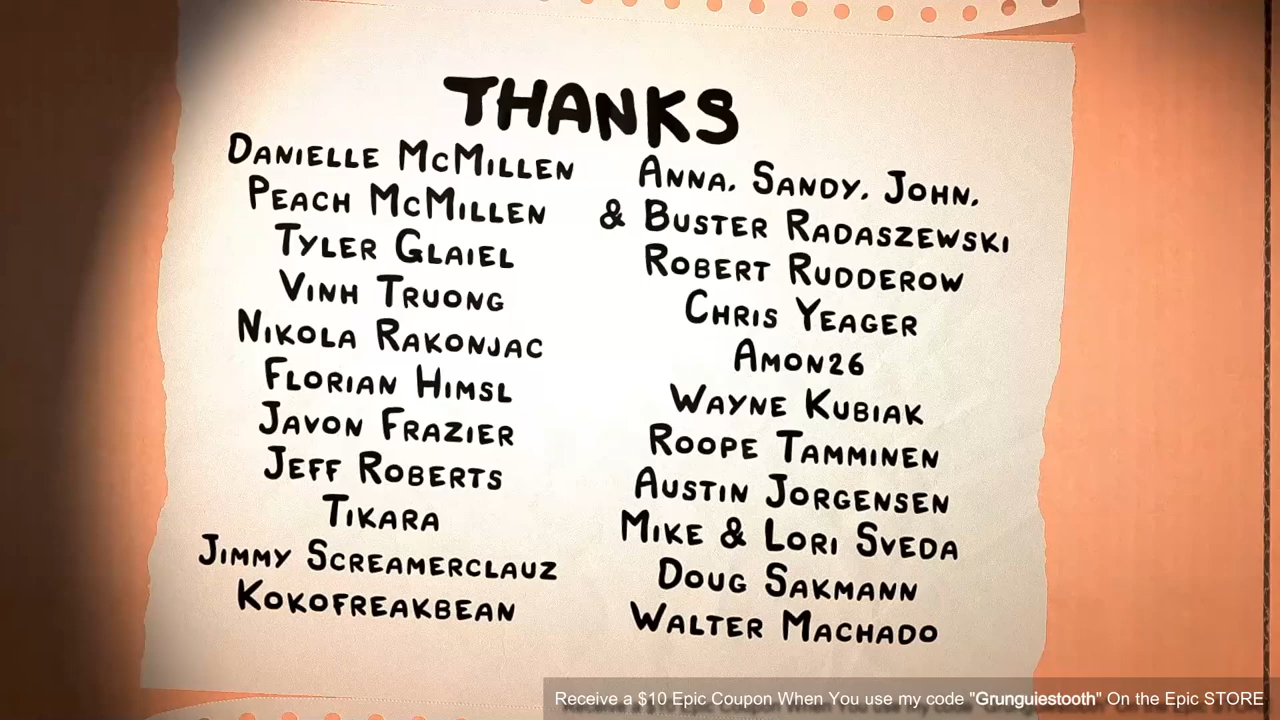 THANKS
DANIELLE MCMILLEN
PEACH MCMILLEN
TYLER GLAIEL
VINH TRUONG
NIKOLA RAKONJAC
FLORIAN HIMSL
JAVON FRAZIER
JEFF ROBERTS
TIKARA
JIMMY SCREAMERCLAUZ
KOKOFREAKBEAN
ANNA, SANDY, JOHN,
& BUSTER RADASZEWSKI
ROBERT RUDDEROW
CHRIS YEAGER
AMON26
WAYNE KUBIAK
ROOPE TAMMINEN
AUSTIN JORGENSEN
MIKE & LORI SVEDA
DOUG SAKMANN
WALTER MACHADO
Receive a $10 Epic Coupon When You use my code "Grunguiestooth" On the Epic STORE